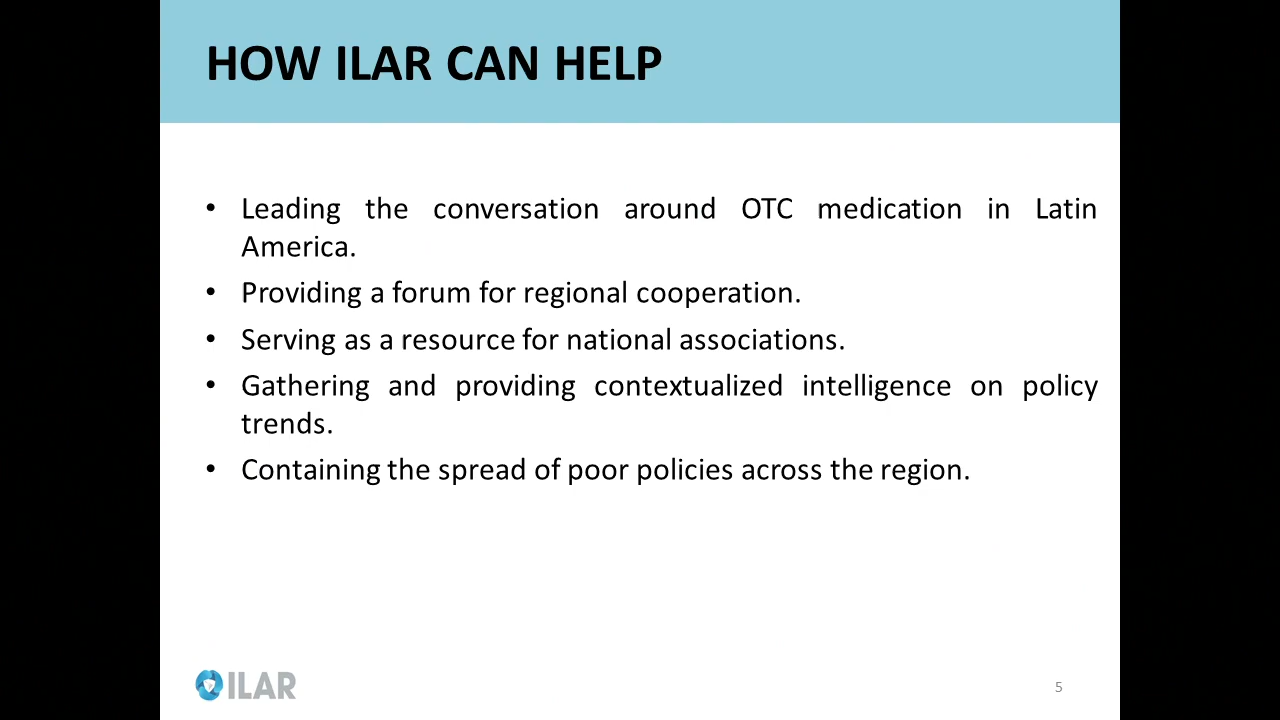 HOW ILAR CAN HELP
• Leading the conversation around OTC medication in Latin
America.
• Providing a forum for regional cooperation.
• Serving as a resource for national associations.
• Gathering and providing contextualized intelligence on policy
trends.
• Containing the spread of poor policies across the region.
ILAR
5